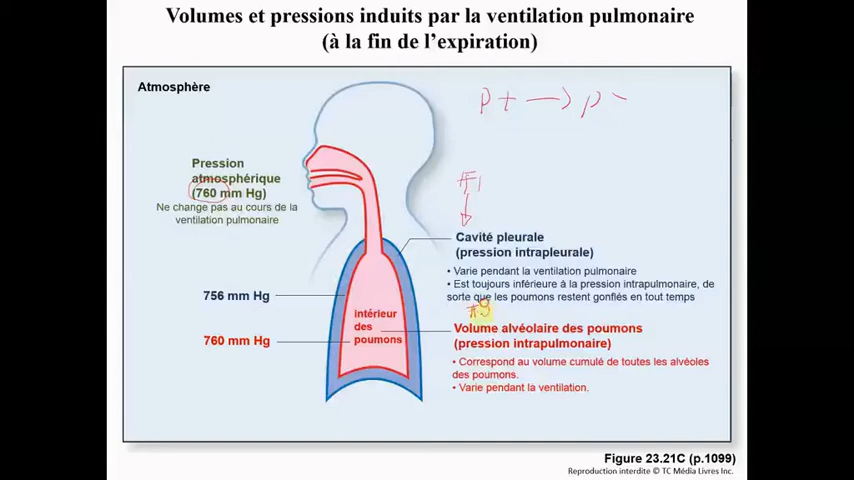 Volumes et pressions induits par la ventilation pulmonaire
(à la fin de l'expiration)
Atmosphère
P+ → P -
Pression
atmosphérique
(760 mm Hg)
Ne change pas au cours de la
ventilation pulmonaire
#1
Cavité pleurale
(pression intrapleurale)
• Varie pendant la ventilation pulmonaire
• Est toujours inférieure à la pression intrapulmonaire, de
sorte que les poumons restent gonflés en tout temps
756 mm Hg
intérieur
des
poumons
760 mm Hg
Volume alvéolaire des poumons
(pression intrapulmonaire)
• Correspond au volume cumulé de toutes les alvéoles
des poumons.
• Varie pendant la ventilation.
Figure 23.21C (p.1099)
Reproduction interdite © TC Média Livres Inc.